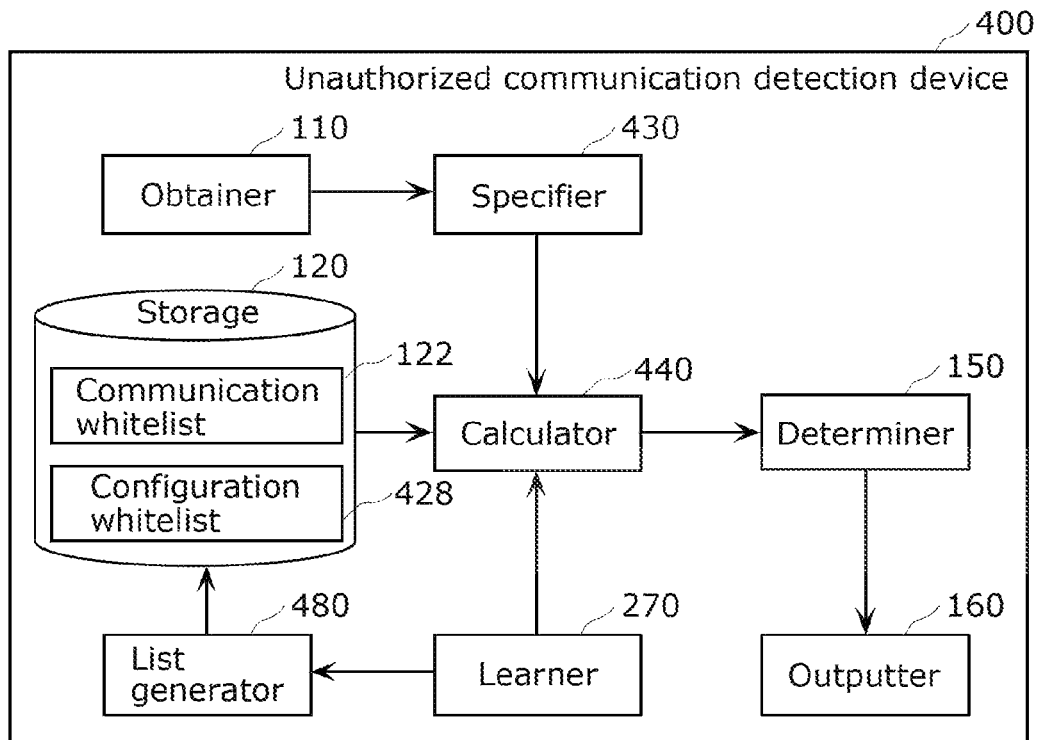 400
Unauthorized communication detection device
110
430
Obtainer
Specifier
120
Storage
122
Communication
whitelist
440
150
Calculator
Determiner
Configuration
whitelist
428
480
270
160
List
generator
Learner
Outputter